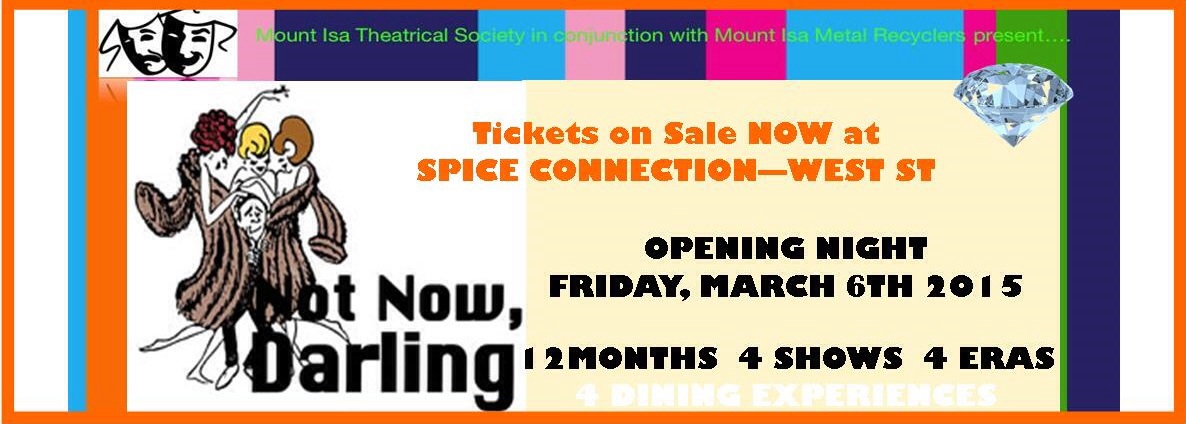 Mount Isa Theatrical Society in conjunction with Mount Isa Metal Recyclers present....
Tickets on Sale NOW at
SPICE CONNECTION—WEST ST
OPENING NIGHT
FRIDAY, MARCH 6TH 2015
Not Now,
Darling
12MONTHS 4 SHOWS 4 ERAS
4 DINING EXPERIENCES